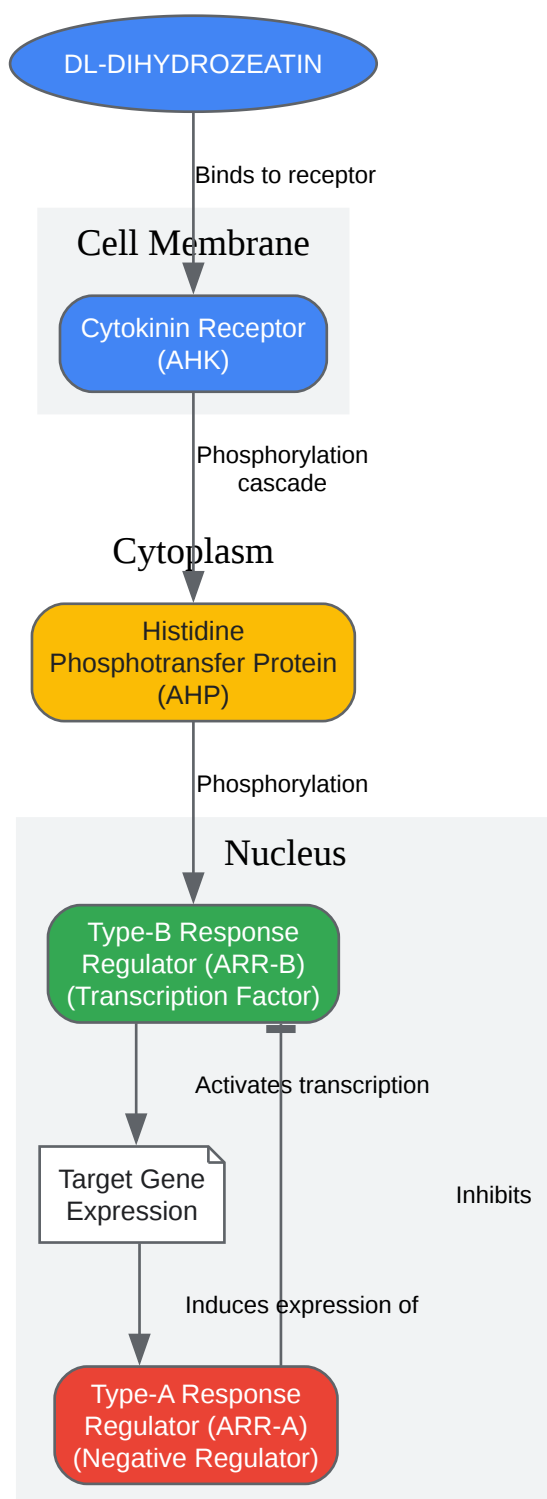 DL-DIHYDROZEATIN
Binds to receptor
Cell Membrane
Cytokinin Receptor
(AHK)
Phosphorylation
cascade
Cytoplasm
Histidine
Phosphotransfer Protein
(AHP)
Phosphorylation
Nucleus
Type-B Response
Regulator (ARR-B)
(Transcription Factor)
Activates transcription
Target Gene
Expression
Inhibits
Induces expression of
Type-A Response
Regulator (ARR-A)
(Negative Regulator)